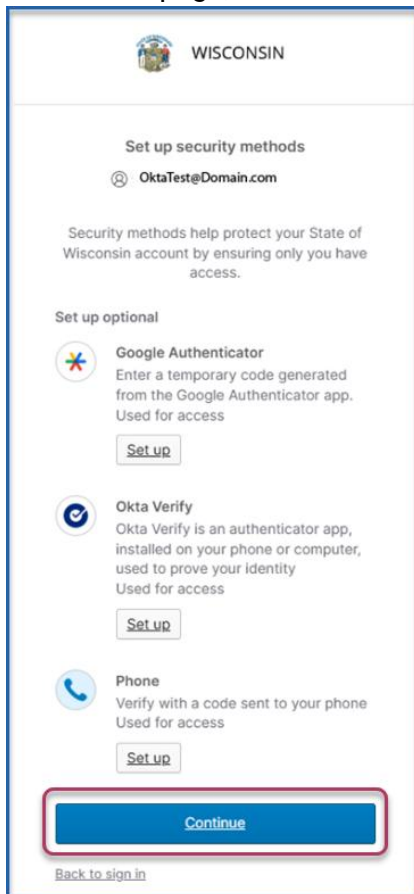 WISCONSIN
Set up security methods
OktaTest@Domain.com
Security methods help protect your State of
Wisconsin account by ensuring only you have
access.
Set up optional
Google Authenticator
Enter a temporary code generated
from the Google Authenticator app.
Used for access
Set up
Okta Verify
Okta Verify is an authenticator app,
installed on your phone or computer,
used to prove your identity
Used for access
Set up
Phone
Verify with a code sent to your phone
Used for access
Set up
Continue
Back to sign in